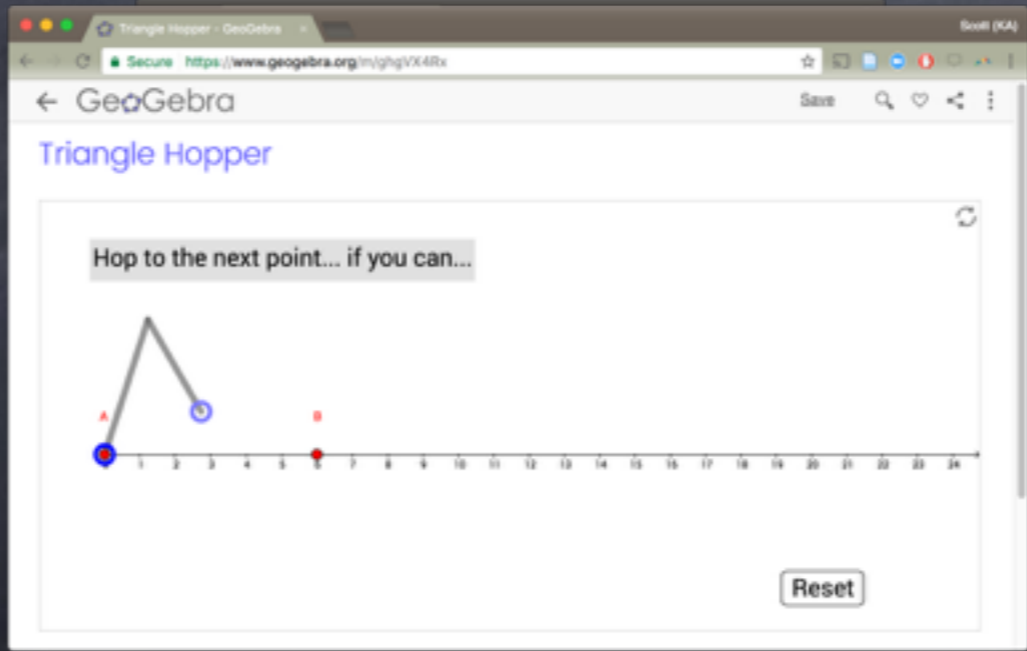 Triangle Hopper - GeoGebra
Scott (KA)
Secure https://www.geogebra.org/m/ghgVX4Rx
GeoGebra
Save
Triangle Hopper
Hop to the next point... if you can...
A
B
1 2 3 4 5 6 7 8 9 10 11 12 13 14 15 16 17 18 19 20 21 22 23 24
Reset